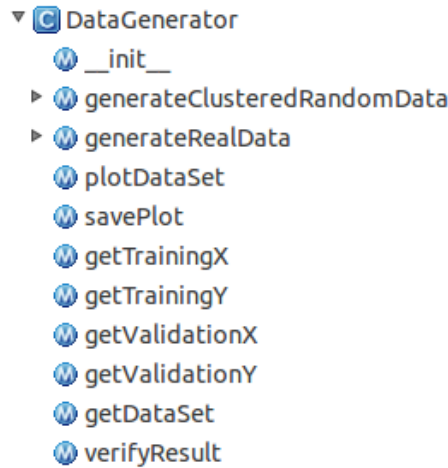 C DataGenerator
M __init__
M generateClusteredRandomData
M generateRealData
M plotDataSet
M savePlot
M getTrainingX
M getTrainingY
M getValidationX
M getValidationY
M getDataSet
M verifyResult